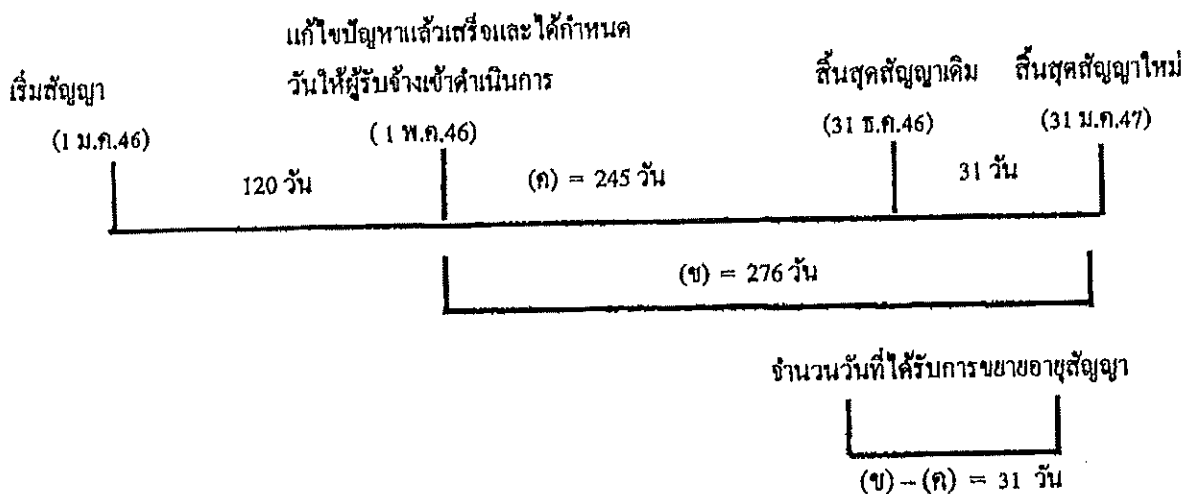 แก้ไขปัญหาแล้วเสร็จและได้กำหนด
วันให้ผู้รับจ้างเข้าดำเนินการ
เริ่มสัญญา
สิ้นสุดสัญญาเดิม
สิ้นสุดสัญญาใหม่
(1 ม.ค.46)
( 1 พ.ค.46)
(31 ธ.ค.46)
(31 ม.ค.47)
120 วัน
(ค) = 245 วัน
31 วัน
(ข) = 276 วัน
จำนวนวันที่ได้รับการขยายอายุสัญญา
(ข) – (ค) = 31 วัน